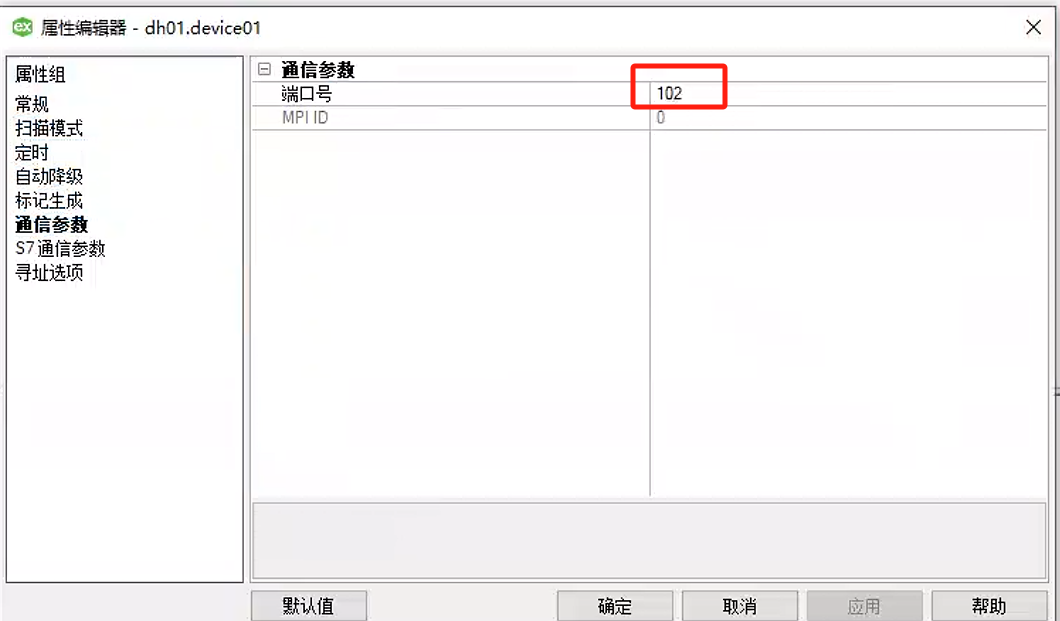 ex 属性编辑器 - dh01.device01
属性组
常规
扫描模式
定时
自动降级
标记生成
通信参数
S7 通信参数
寻址选项
通信参数
端口号 102
MPI ID 0
默认值 确定 取消 应用 帮助